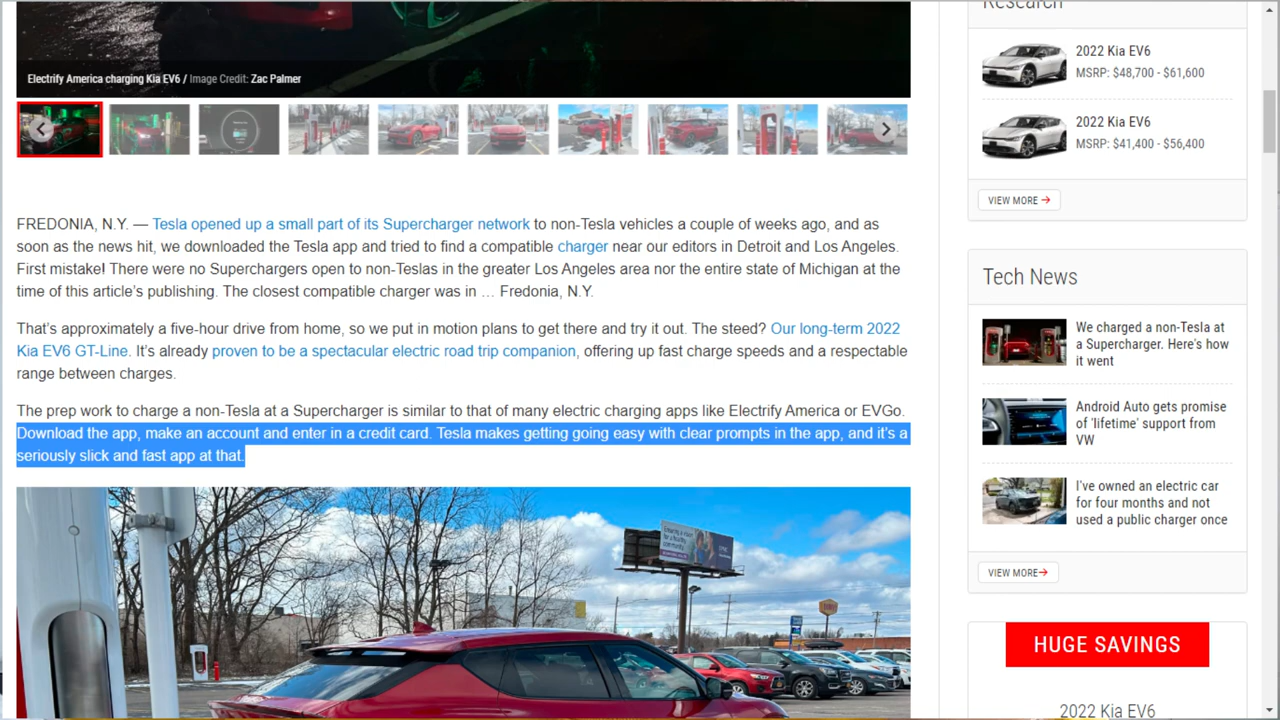 Research
Electrify America charging Kia EV6 / Image Credit: Zac Palmer
FREDONIA, N.Y. — Tesla opened up a small part of its Supercharger network to non-Tesla vehicles a couple of weeks ago, and as
soon as the news hit, we downloaded the Tesla app and tried to find a compatible charger near our editors in Detroit and Los Angeles.
First mistake! There were no Superchargers open to non-Teslas in the greater Los Angeles area nor the entire state of Michigan at the
time of this article's publishing. The closest compatible charger was in … Fredonia, N.Y.
That's approximately a five-hour drive from home, so we put in motion plans to get there and try it out. The steed? Our long-term 2022
Kia EV6 GT-Line. It's already proven to be a spectacular electric road trip companion, offering up fast charge speeds and a respectable
range between charges.
The prep work to charge a non-Tesla at a Supercharger is similar to that of many electric charging apps like Electrify America or EVGo.
Download the app, make an account and enter in a credit card. Tesla makes getting going easy with clear prompts in the app, and it's a
seriously slick and fast app at that.
2022 Kia EV6
MSRP: $48,700 - $61,600
2022 Kia EV6
MSRP: $41,400 - $56,400
VIEW MORE →
Tech News
We charged a non-Tesla at
a Supercharger. Here's how
it went
Android Auto gets promise
of 'lifetime' support from
VW
I've owned an electric car
for four months and not
used a public charger once
VIEW MORE→
HUGE SAVINGS
2022 Kia EV6